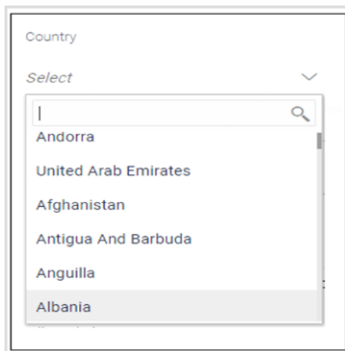 Country
Select
Andorra
United Arab Emirates
Afghanistan
Antigua And Barbuda
Anguilla
Albania